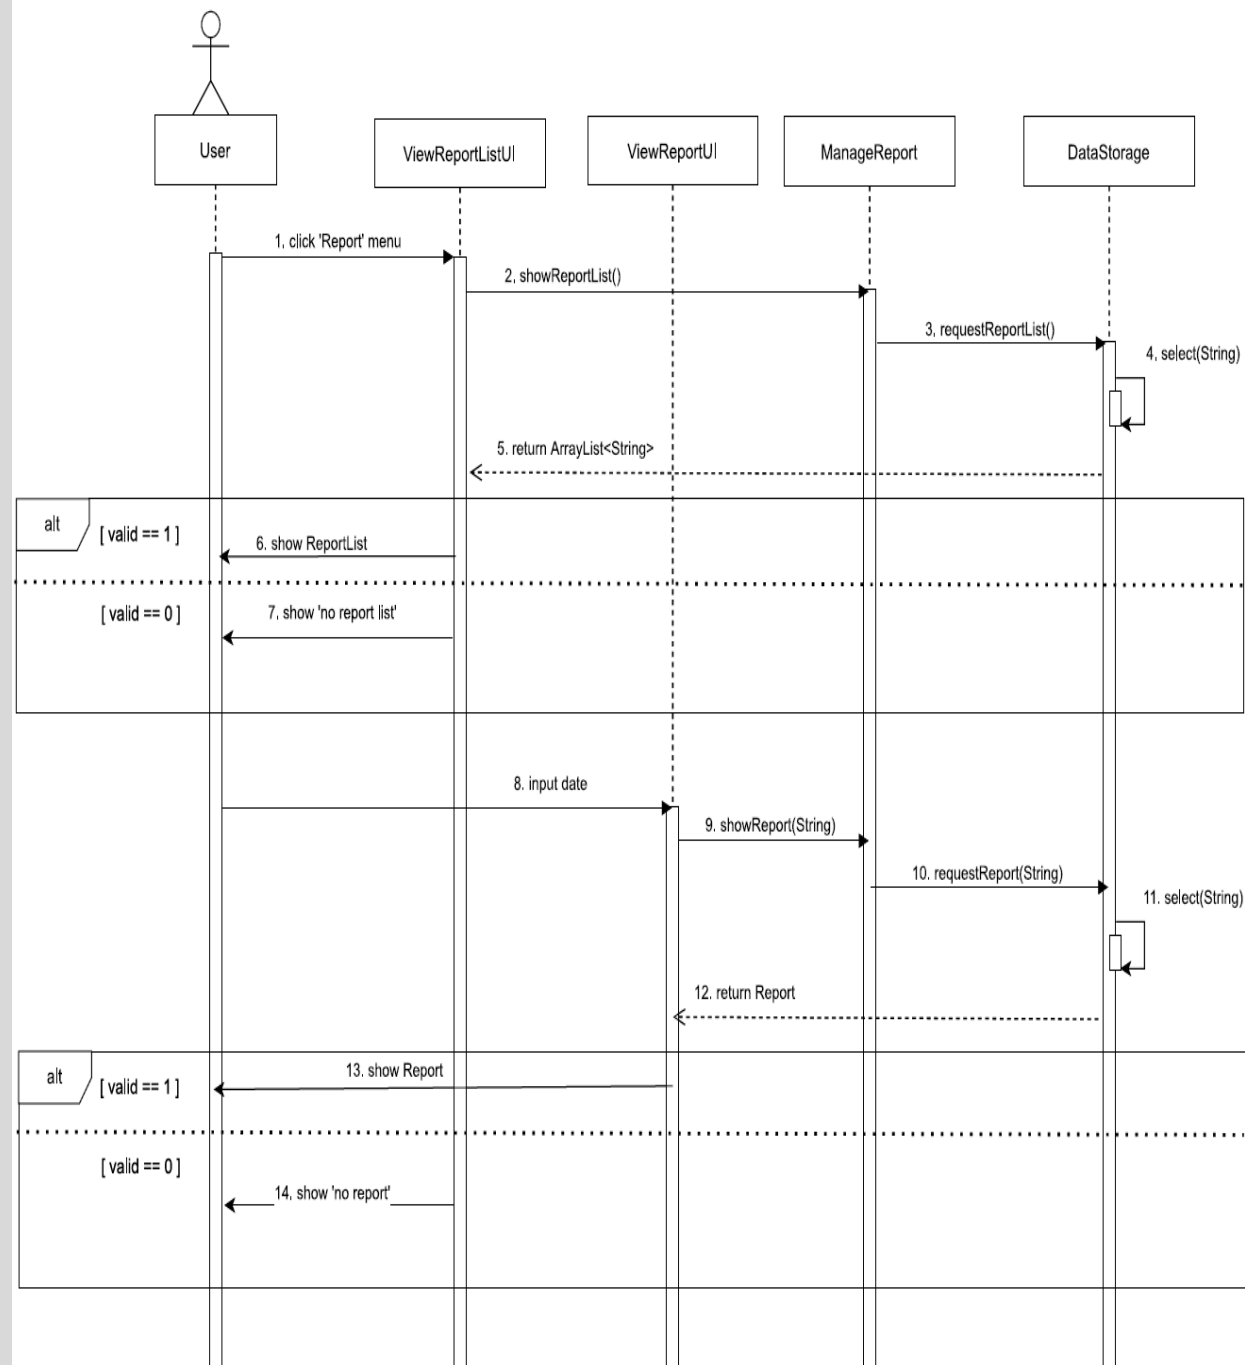 User
ViewReportListUI
ViewReportUI
ManageReport
DataStorage
1, click 'Report' menu
2, showReportList()
3, requestReportList()
4, select(String)
5. return ArrayList<String>
alt
[ valid == 1 ]
6. show ReportList
[ valid == 0 ]
7, show 'no report list'
8. input date
9. showReport(String)
10. requestReport(String)
11. select(String)
12. return Report
alt
[ valid == 1 ]
13. show Report
[ valid == 0 ]
14, show 'no report'